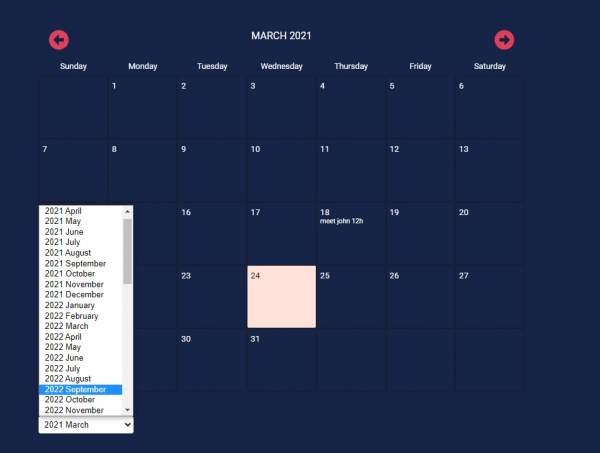 MARCH 2021
Sunday Monday Tuesday Wednesday Thursday Friday Saturday
1 2 3 4 5 6
7 8 9 10 11 12 13
16 17 18 19 20
meet john 12h
23 24 25 26 27
30 31
2021 April
2021 May
2021 June
2021 July
2021 August
2021 September
2021 October
2021 November
2021 December
2022 January
2022 February
2022 March
2022 April
2022 May
2022 June
2022 July
2022 August
2022 September
2022 October
2022 November
2021 March